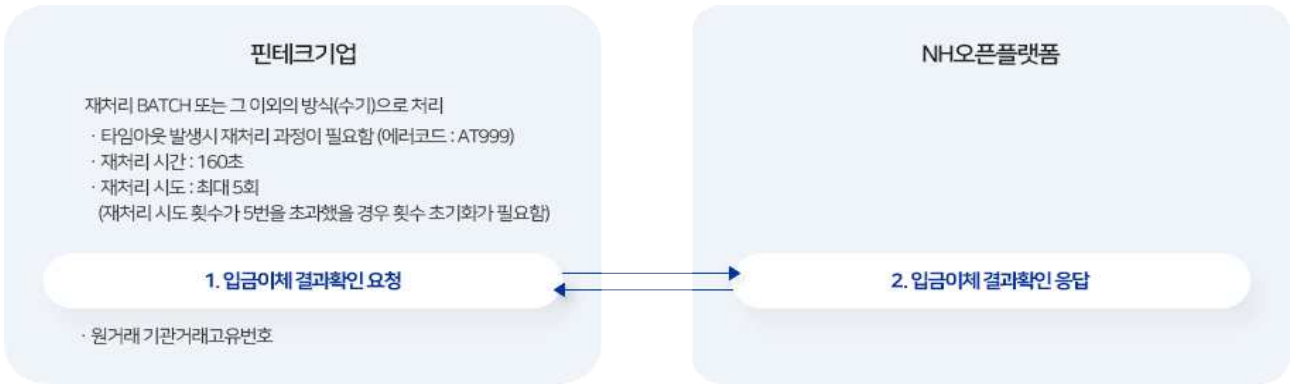 핀테크기업
재처리 BATCH 또는 그 이외의 방식(수기)으로 처리
· 타임아웃 발생시 재처리 과정이 필요함 (에러코드 : AT999)
· 재처리 시간 : 160초
· 재처리 시도 : 최대 5회
(재처리 시도 횟수가 5번을 초과했을 경우 횟수 초기화가 필요함)
1. 입금이체 결과확인 요청
· 원거래 기관거래고유번호
NH오픈플랫폼
2. 입금이체 결과확인 응답